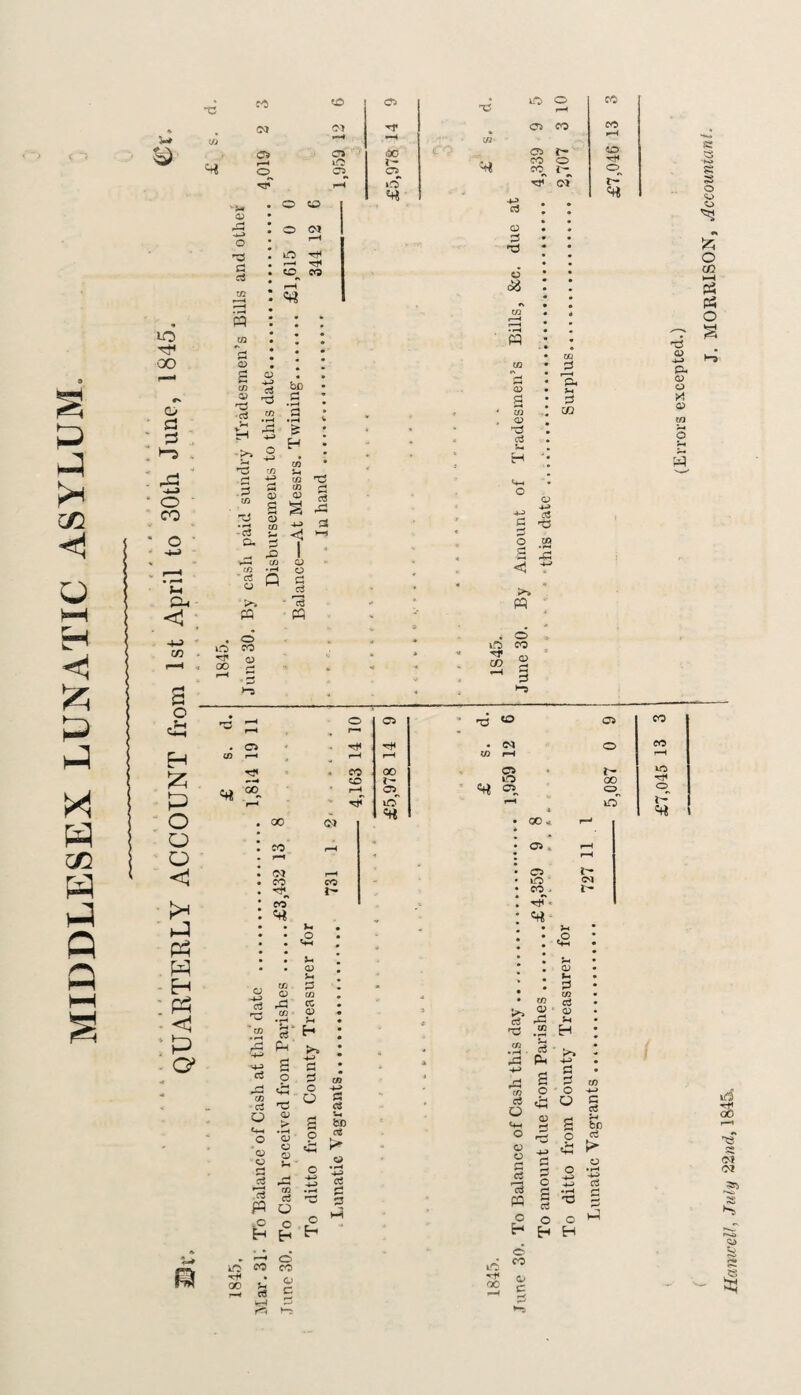 MIDDLESEX LUNATIC ASYLUM.
QUARTERLY ACCOUNT from 1st April to 30th June, 1845.
Dr.
1845. £ s. d.
Mar. 31. To Balance of Cash at this date ........ 1,814 19 11
June 30. To Cash received from Parishes ...... £3,432 13 8
To ditto from County Treasurer for
Lunatic Vagrants ........ 731 1 2
4,163 14 10
£5,978 14 9
Cr.
1845. £ s. d.
June 30. By cash paid sundry Tradesmen's Bills and other
Disbursements to this date ........ 4,019 2 3
Balance—At Messrs. Twining ........ £1,615 0 0
In hand ........ 344 12 6
1,959 12 6
£5,978 14 9
1845. £ s. d.
June 30. To Balance of Cash this day ........ 1,959 12 6
To amount due from Parishes ...... £4,359 9 8
To ditto from County Treasurer for
Lunatic Vagrants ........ 727 11 1
5,087 0 9
£7,045 13 3
1845. £ s. d.
June 30. By Amount of Tradesmen's Bills, &c. due at
this date ........ 4,339 9 5
Surplus ........ 2,707 3 10
£7,046 13 3
(Errors excepted.)
J. MORRISON, Accountant.
Hanwell, July 22nd, 1845.